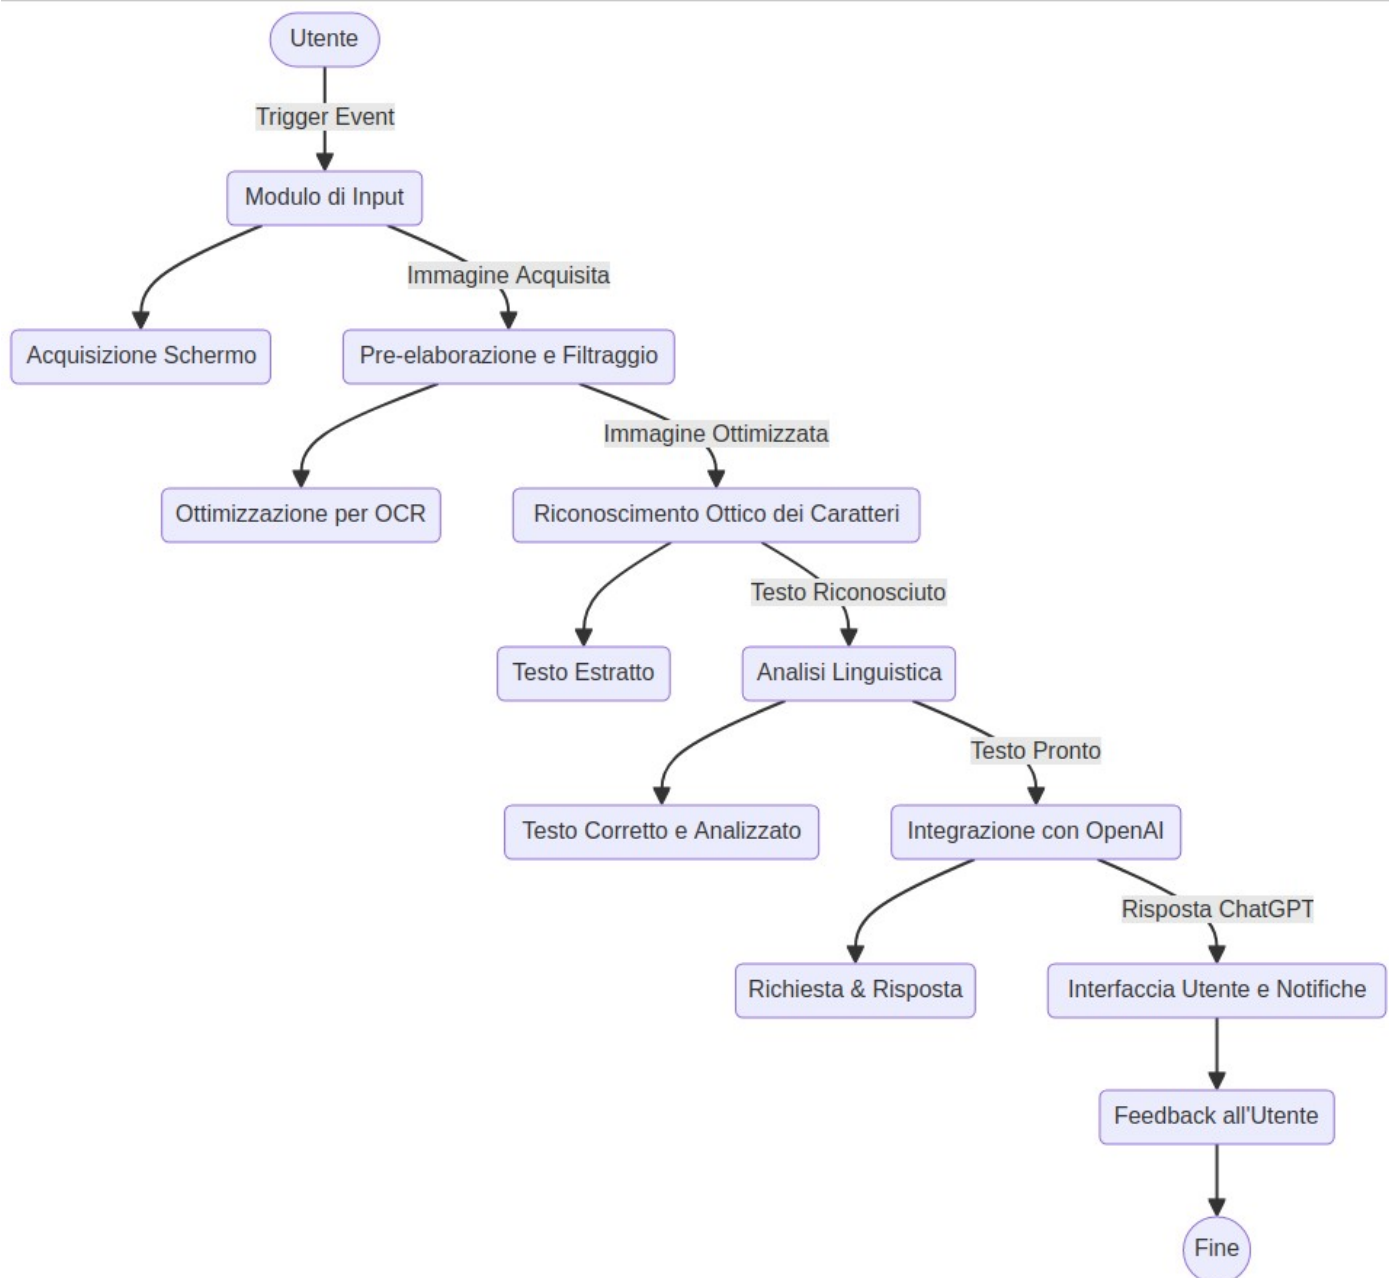 Utente
Trigger Event
Modulo di Input
Immagine Acquisita
Acquisizione Schermo
Pre-elaborazione e Filtraggio
Immagine Ottimizzata
Ottimizzazione per OCR
Riconoscimento Ottico dei Caratteri
Testo Riconosciuto
Testo Estratto
Analisi Linguistica
Testo Pronto
Testo Corretto e Analizzato
Integrazione con OpenAI
Risposta ChatGPT
Richiesta & Risposta
Interfaccia Utente e Notifiche
Feedback all'Utente
Fine